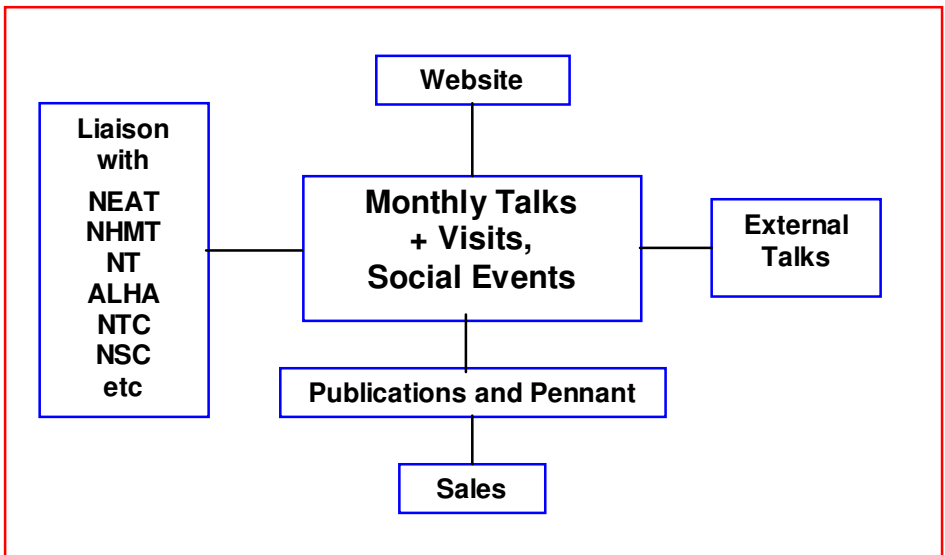 Website
Liaison
with
NEAT
NHMT
NT
ALHA
NTC
NSC
etc
Monthly Talks
+ Visits,
Social Events
External
Talks
Publications and Pennant
Sales